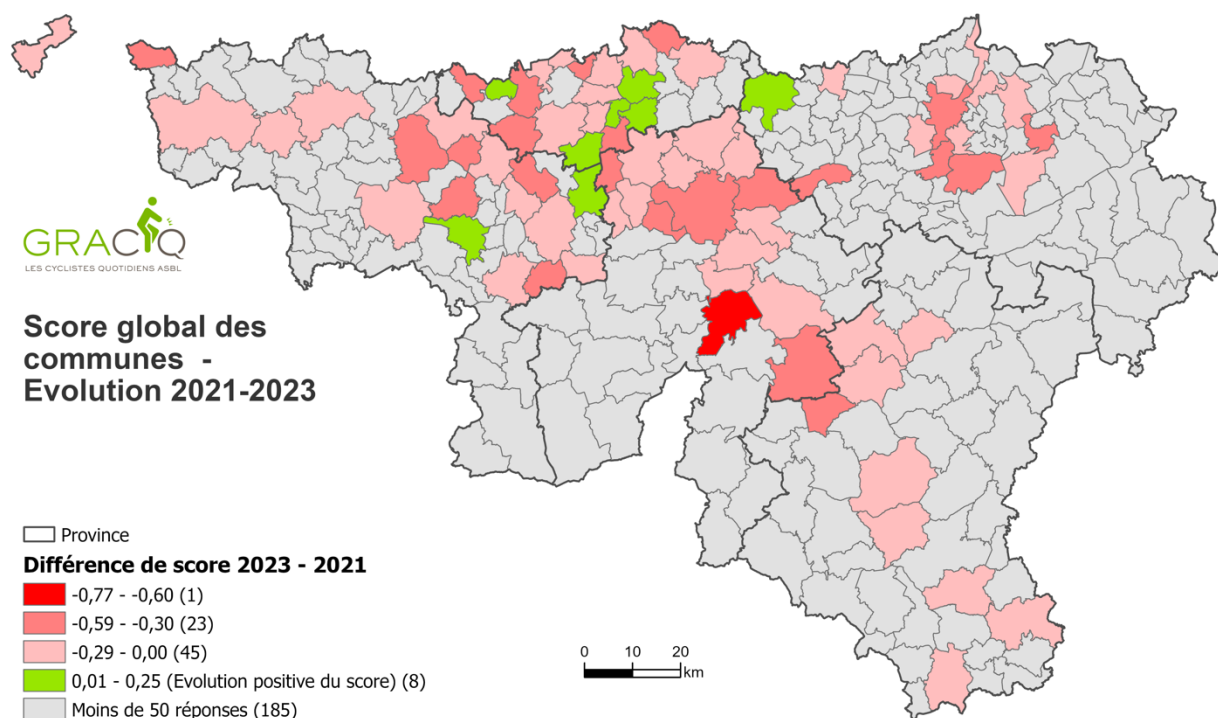 GRACQ
LES CYCLISTES QUOTIDIENS ASBL
Score global des
communes -
Evolution 2021-2023
Province
Différence de score 2023 - 2021
-0,77 - -0,60 (1)
-0,59 - -0,30 (23)
-0,29 - 0,00 (45)
0,01 - 0,25 (Evolution positive du score) (8)
Moins de 50 réponses (185)
0 10 20
km